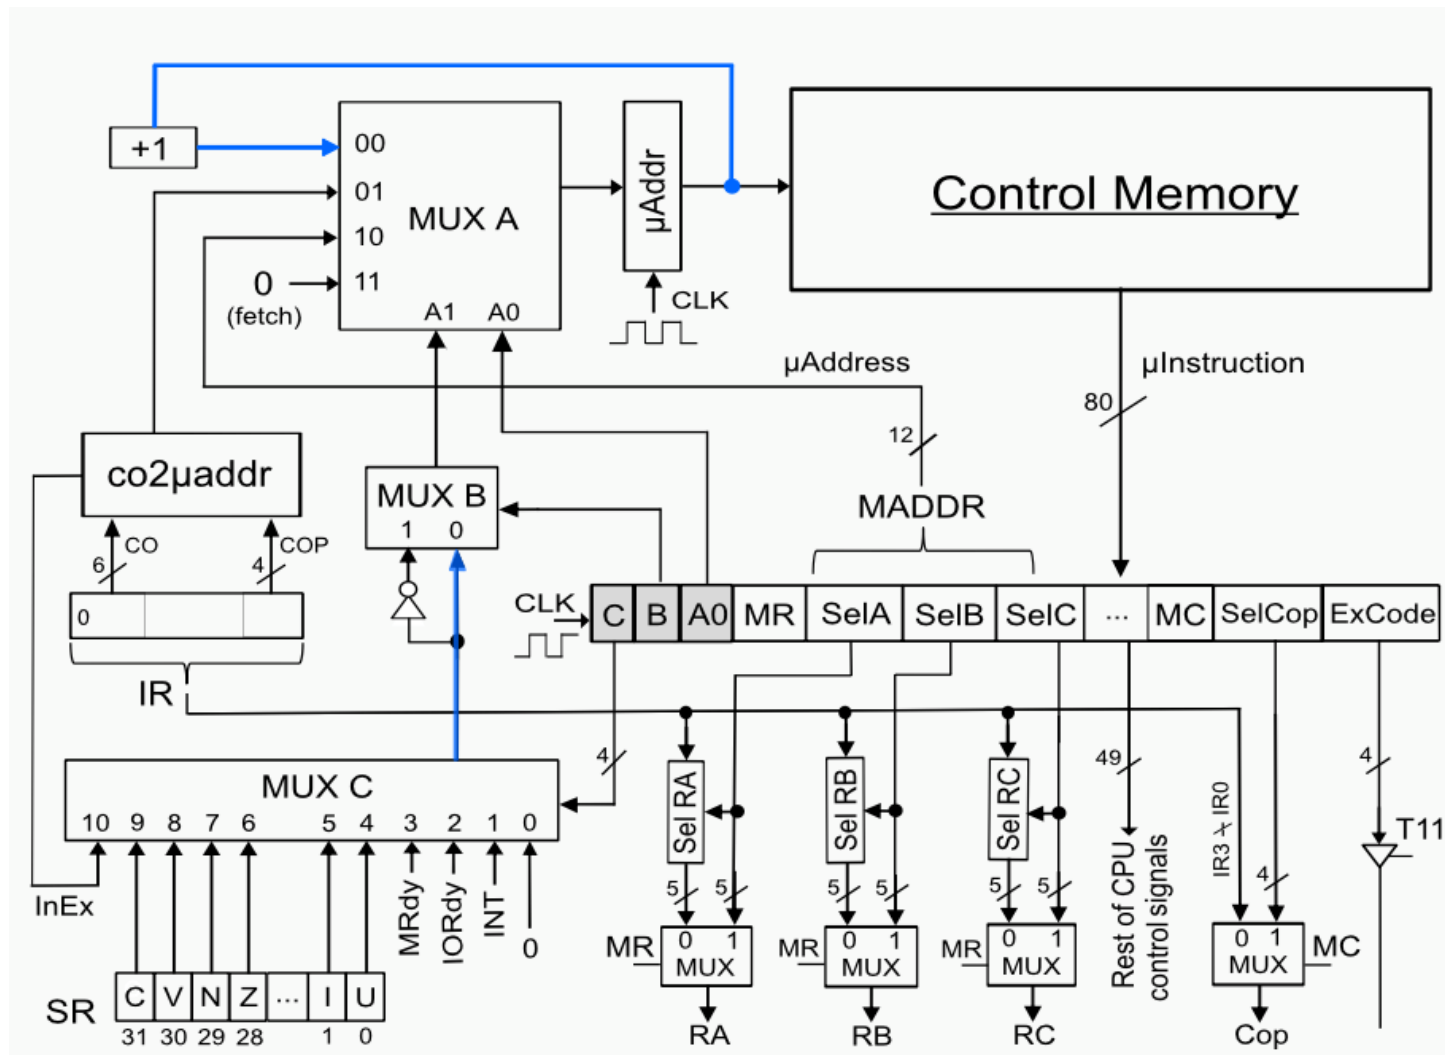 +1
00
01
10
11
MUX A
A1 A0
0
(fetch)
µAddr
CLK
Control Memory
µAddress
µInstruction
80
12
MADDR
co2µaddr
CO
COP
6
4
0
IR
MUX B
1 0
CLK
C B A0 MR SelA SelB SelC ... MC SelCop ExCode
4
MUX C
10 9 8 7 6 5 4 3 2 1 0
InEx
MRdy
IORdy
INT
0
SR
C V N Z ... I U
31 30 29 28 1 0
Sel RA
Sel RB
Sel RC
5 5
5 5
5 5
MR
0 1
MUX
RA
MR
0 1
MUX
RB
MR
0 1
MUX
RC
49
Rest of CPU
control signals
IR3 IR0
4
0 1
MUX
MC
Cop
4
T11